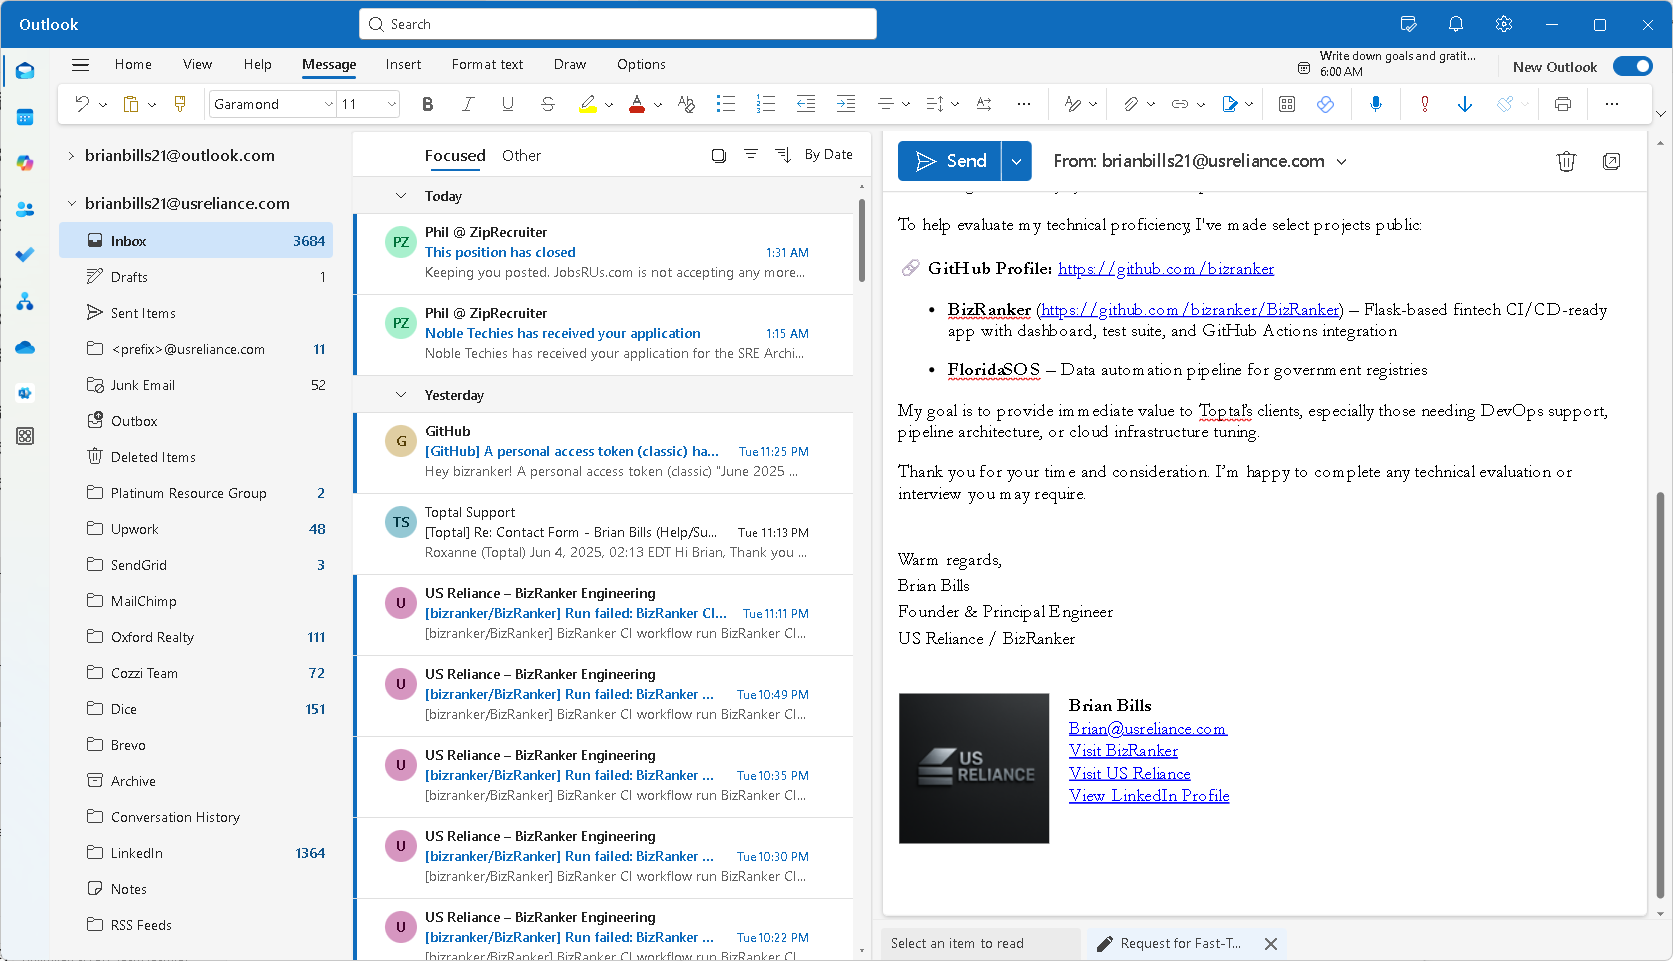 Outlook
Search
Home View Help Message Insert Format text Draw Options
Write down goals and gratit...
6:00 AM
New Outlook
Garamond 11
brianbills21@outlook.com
brianbills21@usreliance.com
Inbox 3684
Drafts 1
Sent Items
<prefix>@usreliance.com 11
Junk Email 52
Outbox
Deleted Items
Platinum Resource Group 2
Upwork 48
SendGrid 3
MailChimp
Oxford Realty 111
Cozzi Team 72
Dice 151
Brevo
Archive
Conversation History
LinkedIn 1364
Notes
RSS Feeds
Focused Other By Date
Today
PZ
Phil @ ZipRecruiter
This position has closed 1:31 AM
Keeping you posted. JobsRUs.com is not accepting any more...
PZ
Phil @ ZipRecruiter
Noble Techies has received your application 1:15 AM
Noble Techies has received your application for the SRE Archi...
Yesterday
G
GitHub
[GitHub] A personal access token (classic) ha... Tue 11:25 PM
Hey bizranker! A personal access token (classic) "June 2025 ...
TS
Toptal Support
[Toptal] Re: Contact Form - Brian Bills (Help/Su... Tue 11:13 PM
Roxanne (Toptal) Jun 4, 2025, 02:13 EDT Hi Brian, Thank you ...
U
US Reliance – BizRanker Engineering
[bizranker/BizRanker] Run failed: BizRanker CI... Tue 11:11 PM
[bizranker/BizRanker] BizRanker CI workflow run BizRanker CI...
U
US Reliance – BizRanker Engineering
[bizranker/BizRanker] Run failed: BizRanker ... Tue 10:49 PM
[bizranker/BizRanker] BizRanker CI workflow run BizRanker CI...
U
US Reliance – BizRanker Engineering
[bizranker/BizRanker] Run failed: BizRanker ... Tue 10:35 PM
[bizranker/BizRanker] BizRanker CI workflow run BizRanker CI...
U
US Reliance – BizRanker Engineering
[bizranker/BizRanker] Run failed: BizRanker ... Tue 10:30 PM
[bizranker/BizRanker] BizRanker CI workflow run BizRanker CI...
U
US Reliance – BizRanker Engineering
[bizranker/BizRanker] Run failed: BizRanker ... Tue 10:22 PM
[bizranker/BizRanker] BizRanker CI workflow run BizRanker CI...
Send
From: brianbills21@usreliance.com
To help evaluate my technical proficiency, I've made select projects public:
GitHub Profile: https://github.com/bizranker
• BizRanker (https://github.com/bizranker/BizRanker) – Flask-based fintech CI/CD-ready
app with dashboard, test suite, and GitHub Actions integration
• FloridaSOS – Data automation pipeline for government registries
My goal is to provide immediate value to Toptal’s clients, especially those needing DevOps support,
pipeline architecture, or cloud infrastructure tuning.
Thank you for your time and consideration. I’m happy to complete any technical evaluation or
interview you may require.
Warm regards,
Brian Bills
Founder & Principal Engineer
US Reliance / BizRanker
US
RELIANCE
Brian Bills
Brian@usreliance.com
Visit BizRanker
Visit US Reliance
View LinkedIn Profile
Select an item to read
Request for Fast-T...